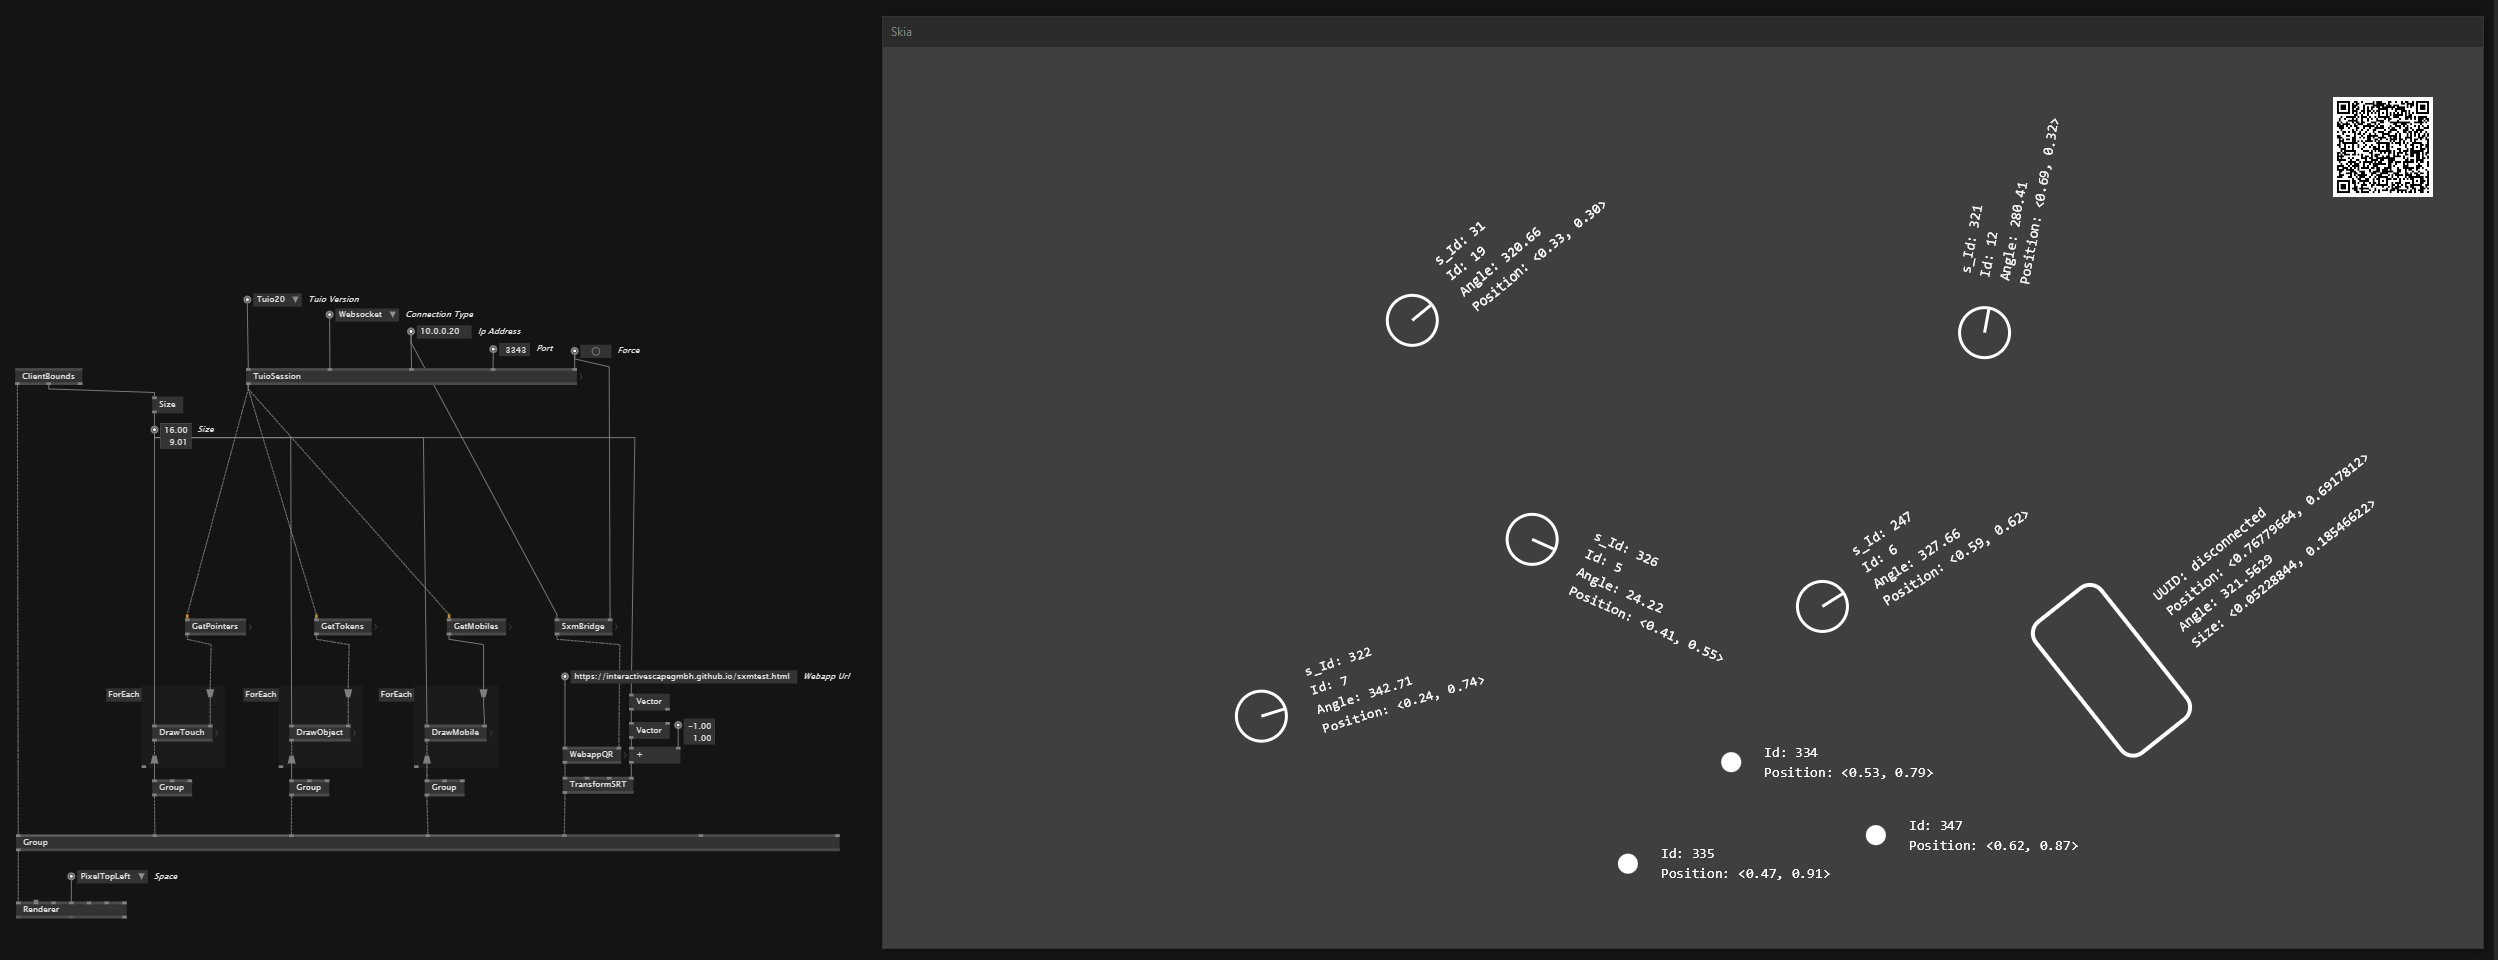 Tuio20
Tuio Version
Websocket
Connection Type
10.0.0.20
Ip Address
3343
Port
Force
ClientBounds
TuioSession
Size
16.00
9.01
Size
GetPointers
GetTokens
GetMobiles
SxmBridge
https://interactivescapegmbh.github.io/sxmtest.html
Webapp Url
ForEach
ForEach
ForEach
Vector
Vector
-1.00
1.00
DrawTouch
DrawObject
DrawMobile
WebappQR
+
Group
Group
Group
TransformSRT
Group
PixelTopLeft
Space
Renderer
Skia
s_Id: 31
Id: 19
Angle: 320.66
Position: <0.33, 0.30>
s_Id: 321
Id: 12
Angle: 280.41
Position: <0.69, 0.32>
s_Id: 326
Id: 5
Angle: 24.22
Position: <0.41, 0.55>
s_Id: 247
Id: 6
Angle: 327.66
Position: <0.59, 0.62>
UUID: disconnected
Position: <0.76779664, 0.6917812>
Angle: 321.5629
Size: <0.05228844, 0.18546622>
s_Id: 322
Id: 7
Angle: 342.71
Position: <0.24, 0.74>
Id: 334
Position: <0.53, 0.79>
Id: 347
Position: <0.62, 0.87>
Id: 335
Position: <0.47, 0.91>